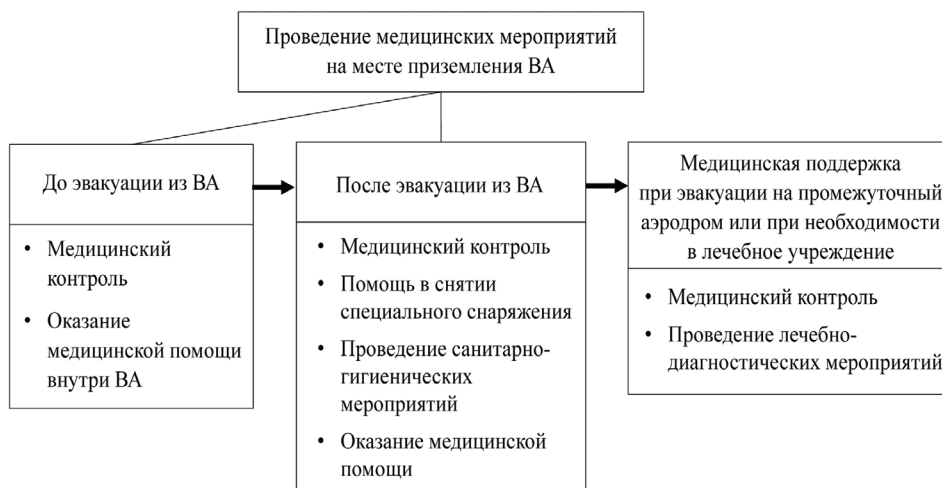 Проведение медицинских мероприятий
на месте приземления ВА
До эвакуации из ВА
• Медицинский
контроль
• Оказание
медицинской помощи
внутри ВА
После эвакуации из ВА
• Медицинский контроль
• Помощь в снятии
специального снаряжения
• Проведение санитарно-
гигиенических
мероприятий
• Оказание медицинской
помощи
Медицинская поддержка
при эвакуации на промежуточный
аэродром или при необходимости
в лечебное учреждение
• Медицинский контроль
• Проведение лечебно-
диагностических мероприятий